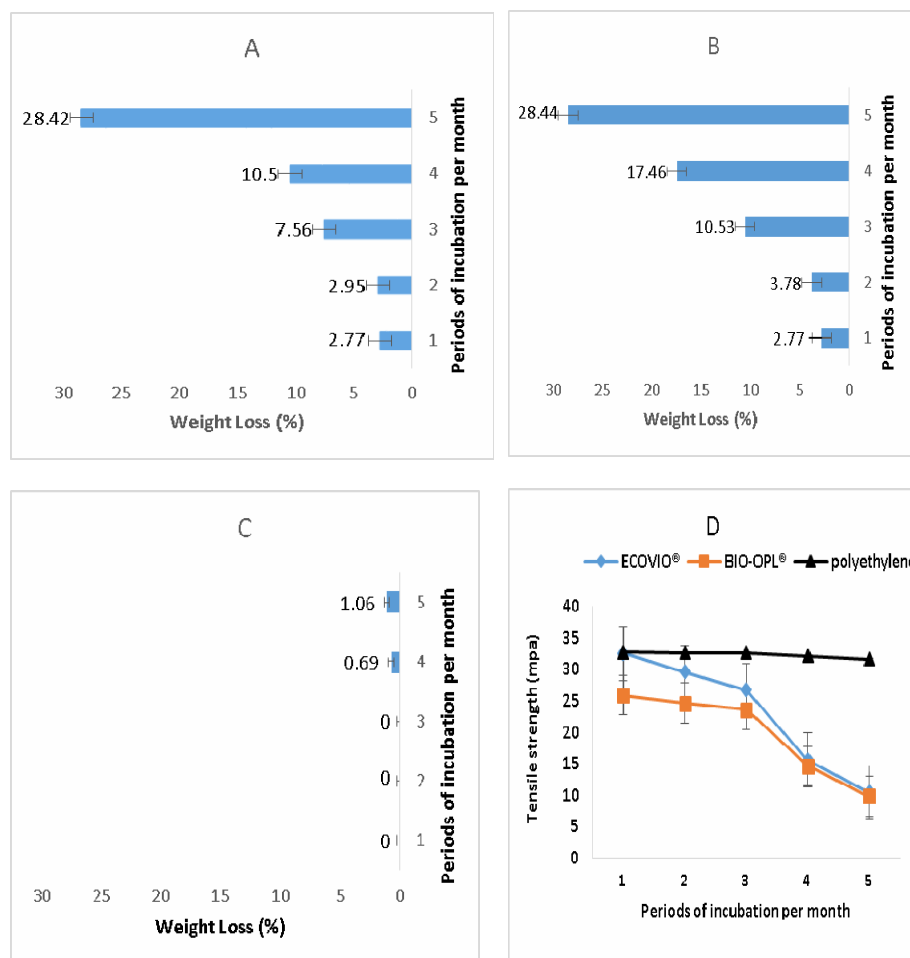 A
28.42
5
10.5
4
7.56
3
2.95
2
2.77
1
Periods of incubation per month
30 25 20 15 10 5 0
Weight Loss (%)
B
28.44
5
17.46
4
10.53
3
3.78
2
2.77
1
Periods of incubation per month
30 25 20 15 10 5 0
Weight Loss (%)
C
1.06
5
0.69
4
0
3
0
2
0
1
Periods of incubation per month
30 25 20 15 10 5 0
Weight Loss (%)
D
ECOVIO® BIO-OPL® polyethylene
Tensile strength (mpa)
40
35
30
25
20
15
10
5
0
1 2 3 4 5
Periods of incubation per month